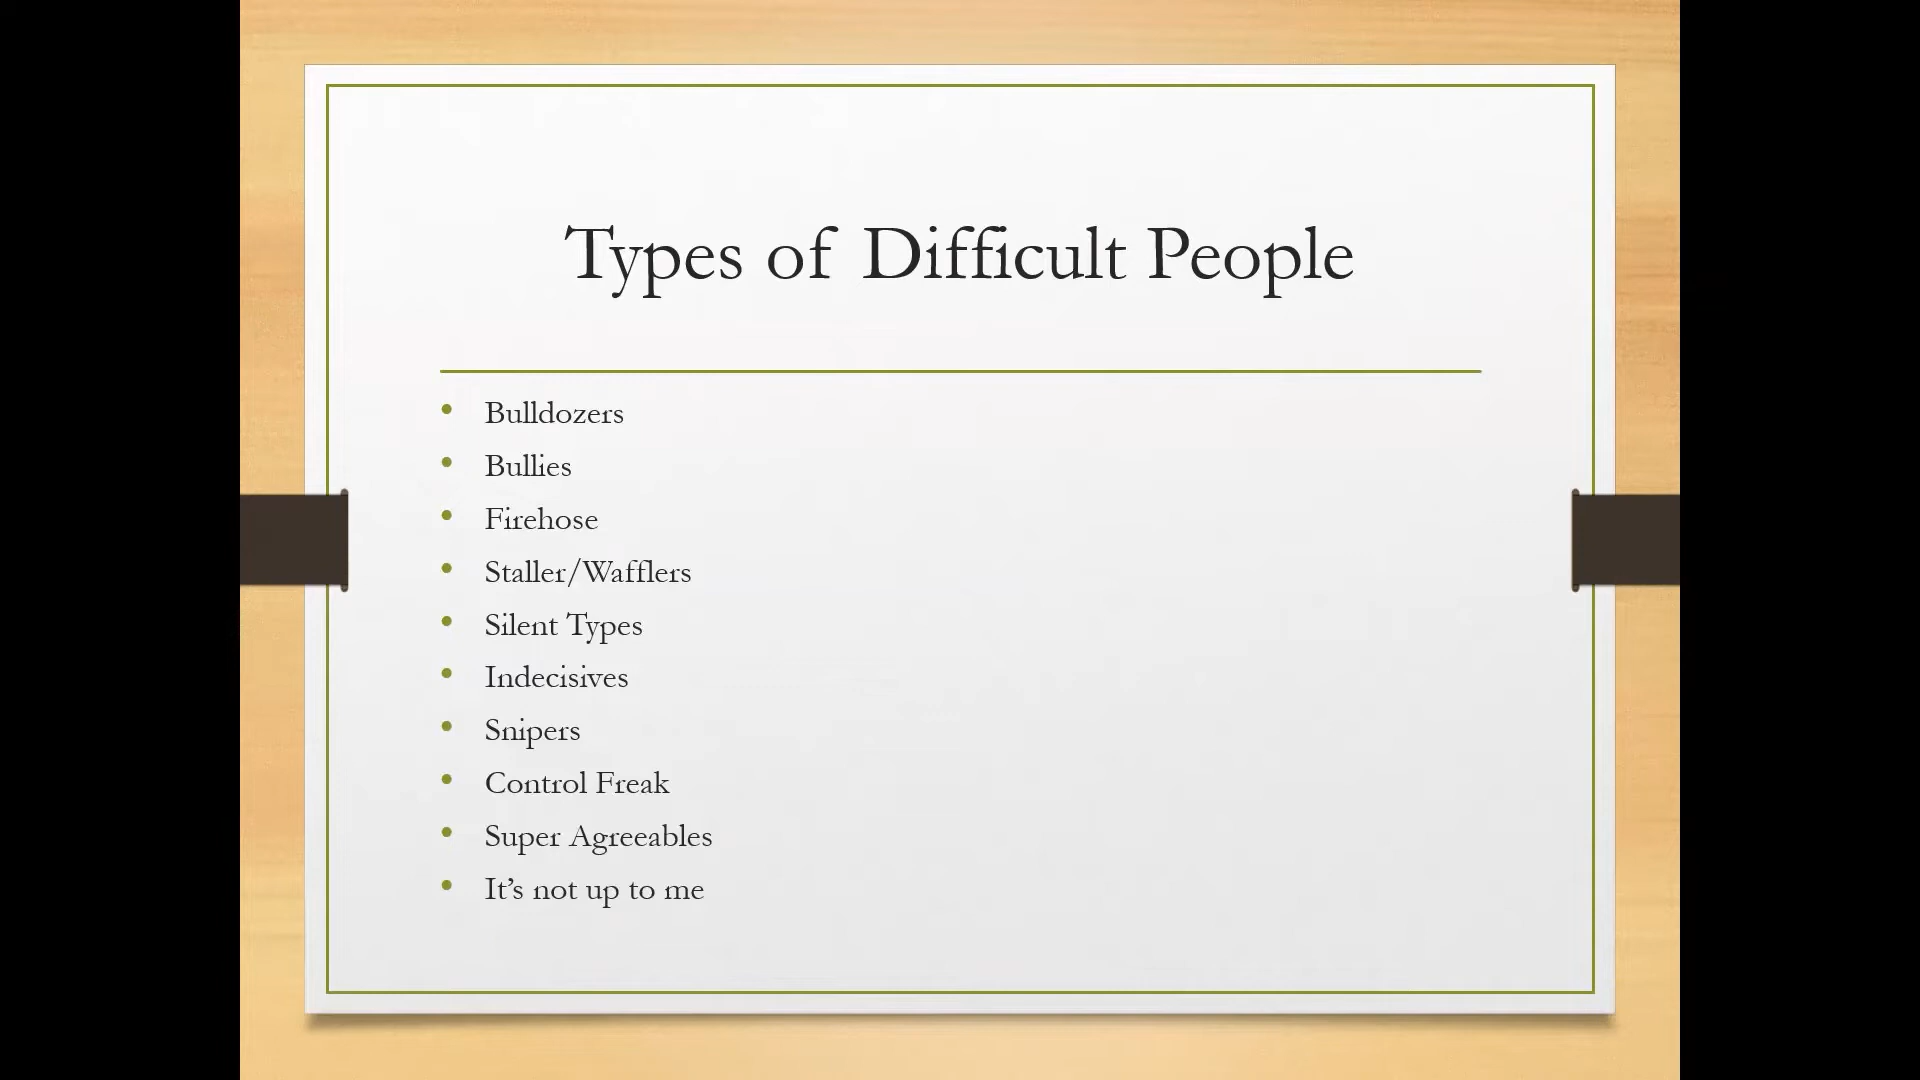 Types of Difficult People
• Bulldozers
• Bullies
• Firehose
• Staller/Wafflers
• Silent Types
• Indecisives
• Snipers
• Control Freak
• Super Agreeables
• It’s not up to me